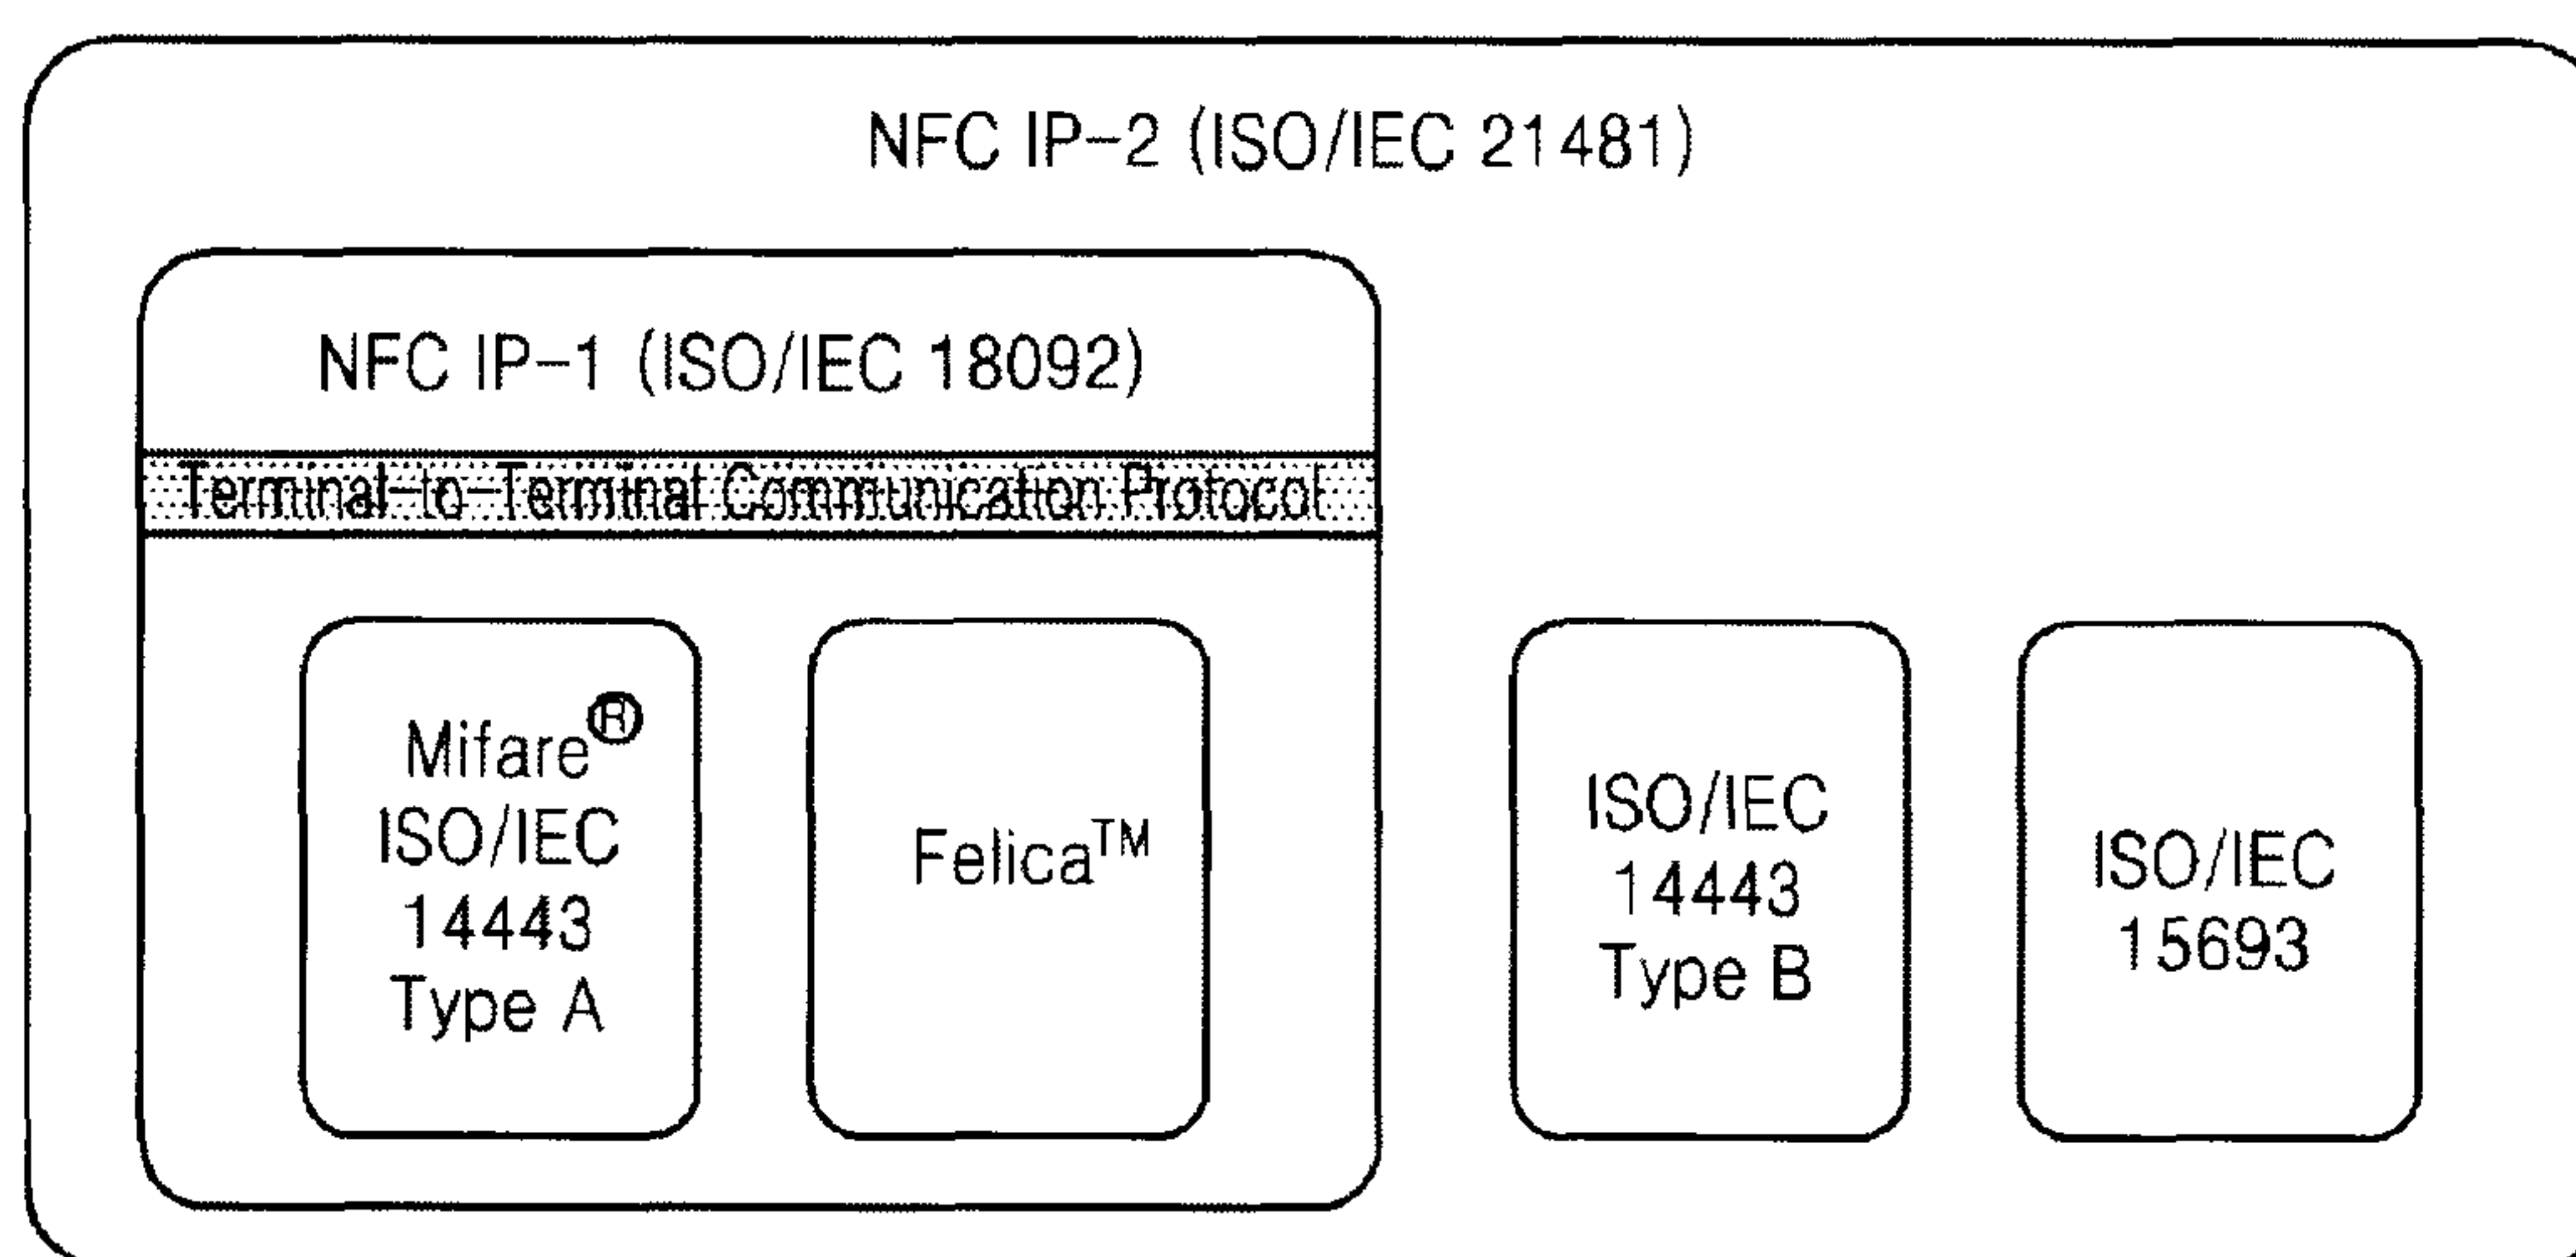 NFC IP-2 (ISO/IEC 21481)
NFC IP-1 (ISO/IEC 18092)
Terminal-to-Terminal Communication Protocol
Mifare®
ISO/IEC
14443
Type A
Felica™
ISO/IEC
14443
Type B
ISO/IEC
15693